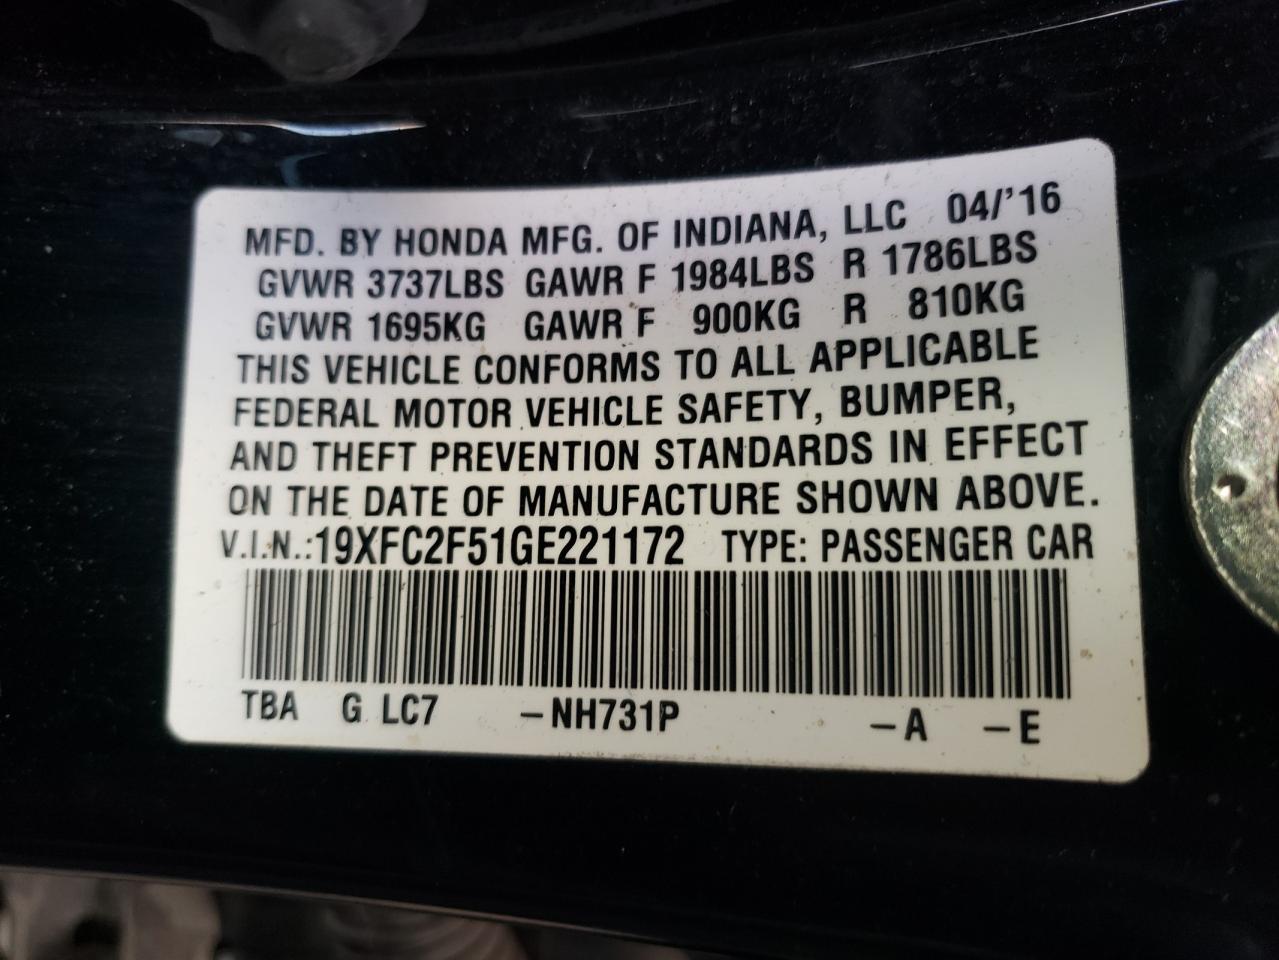 MFD. BY HONDA MFG. OF INDIANA, LLC 04/'16
GVWR 3737LBS GAWR F 1984LBS R 1786LBS
GVWR 1695KG GAWR F 900KG R 810KG
THIS VEHICLE CONFORMS TO ALL APPLICABLE
FEDERAL MOTOR VEHICLE SAFETY, BUMPER,
AND THEFT PREVENTION STANDARDS IN EFFECT
ON THE DATE OF MANUFACTURE SHOWN ABOVE.
V.I.N.:19XFC2F51GE221172 TYPE: PASSENGER CAR
TBA G LC7 -NH731P -A -E